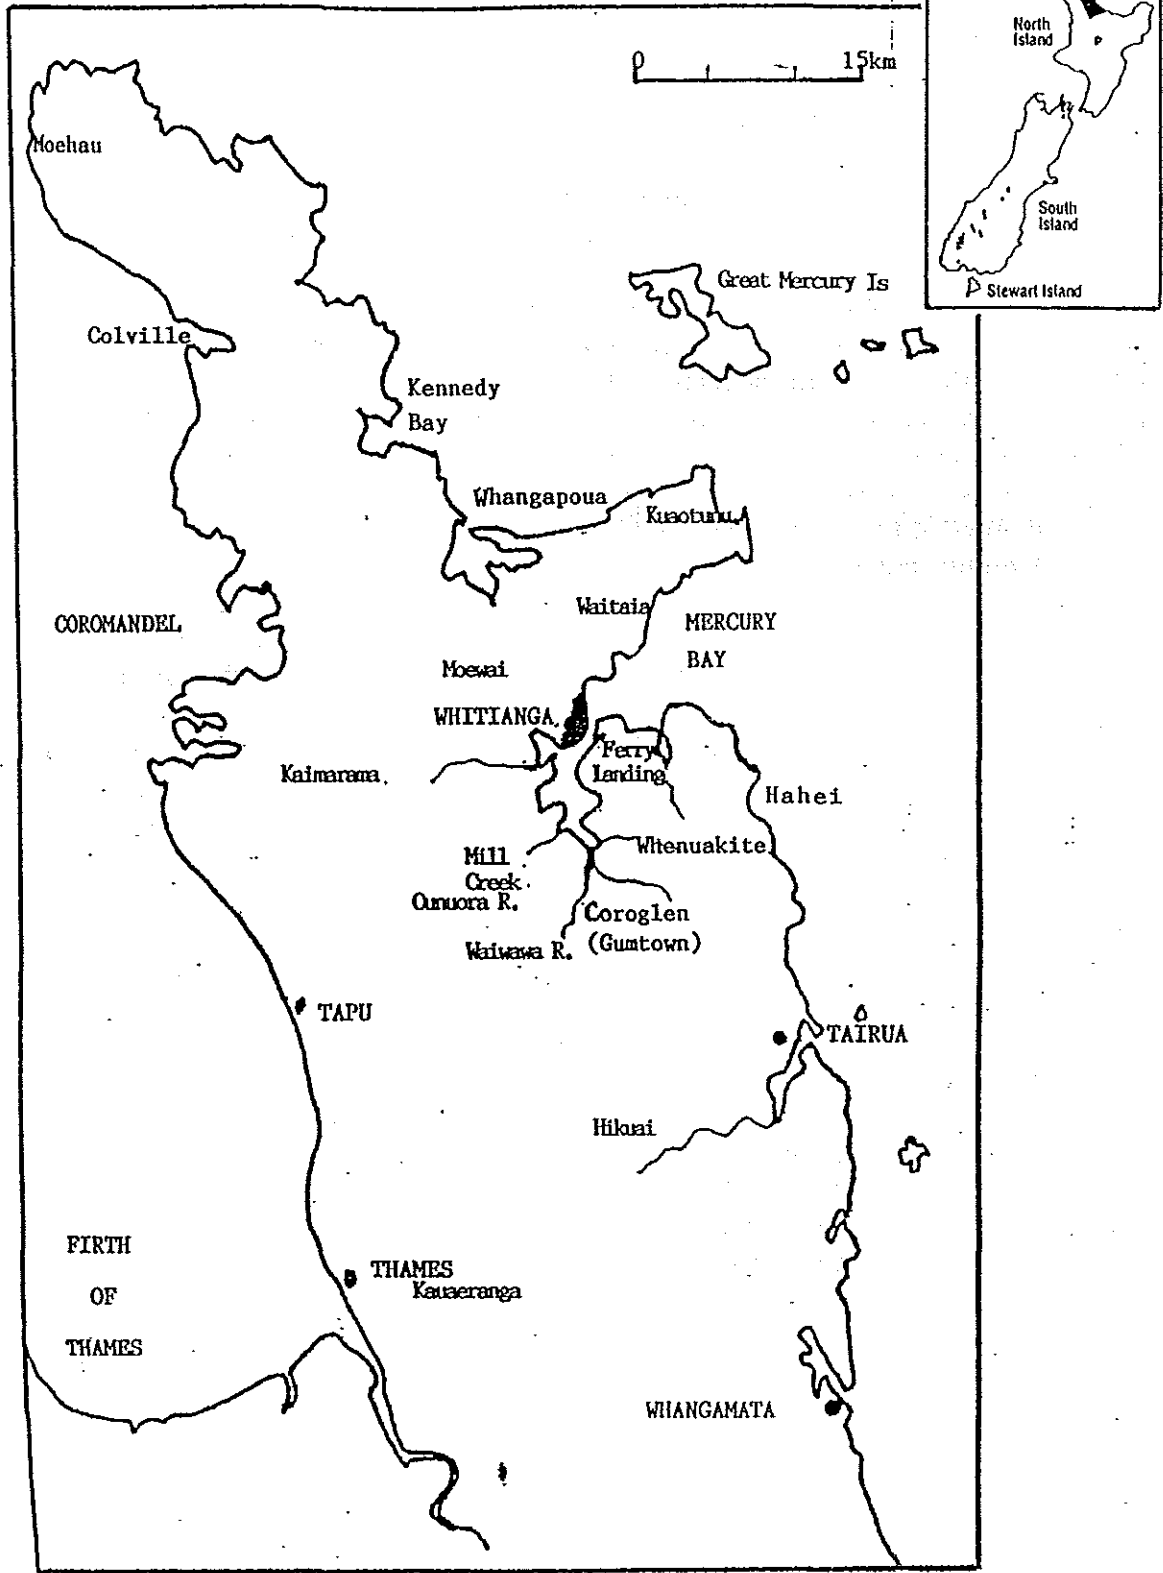 North
Island
0 15km
Moehau
South
Island
Great Mercury Is
Stewart Island
Colville
Kennedy
Bay
Whangapoua
Kuaotunu
Waitaia
COROMANDEL
MERCURY
BAY
Moewai
WHITIANGA.
Ferry
Landing
Kaimarama.
Hahei
Whenuakite
Mill
Creek.
Ounuora R.
Coroglen
(Gumtown)
Waiwawa R.
TAPU
TAIRUA
Hikuai
FIRTH
OF
THAMES
THAMES
Kauaeranga
WHANGAMATA